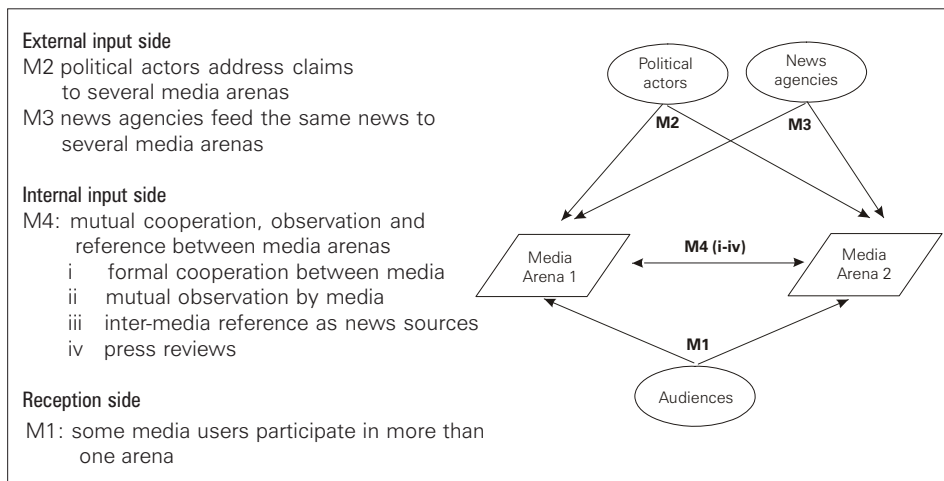 External input side
M2 political actors address claims
to several media arenas
M3 news agencies feed the same news to
several media arenas
Internal input side
M4: mutual cooperation, observation and
reference between media arenas
i formal cooperation between media
ii mutual observation by media
iii inter-media reference as news sources
iv press reviews
Reception side
M1: some media users participate in more than
one arena
Political
actors
News
agencies
M2
M3
Media
Arena 1
M4 (i-iv)
Media
Arena 2
M1
Audiences